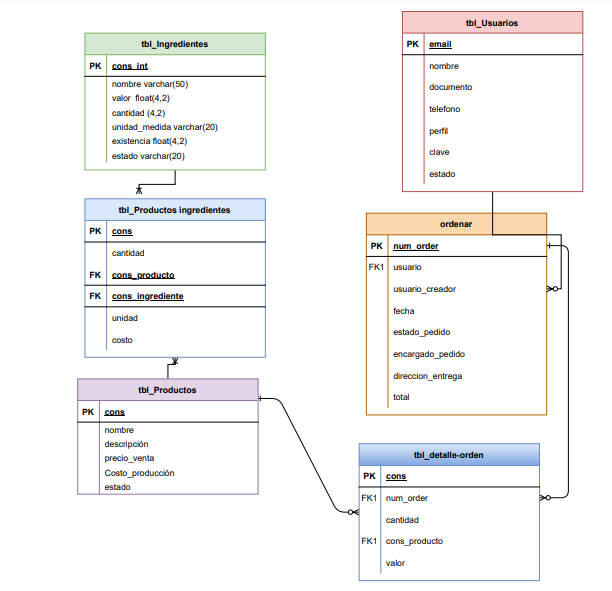 tbl_Ingredientes
PK cons_int
nombre varchar(50)
valor float(4,2)
cantidad (4,2)
unidad_medida varchar(20)
existencia float(4,2)
estado varchar(20)
tbl_Productos ingredientes
PK cons
cantidad
FK cons_producto
FK cons_ingrediente
unidad
costo
tbl_Productos
PK cons
nombre
descripción
precio_venta
Costo_producción
estado
tbl_Usuarios
PK email
nombre
documento
telefono
perfil
clave
estado
ordenar
PK num_order
FK1 usuario
usuario_creador
fecha
estado_pedido
encargado_pedido
direccion_entrega
total
tbl_detalle-orden
PK cons
FK1 num_order
cantidad
FK1 cons_producto
valor